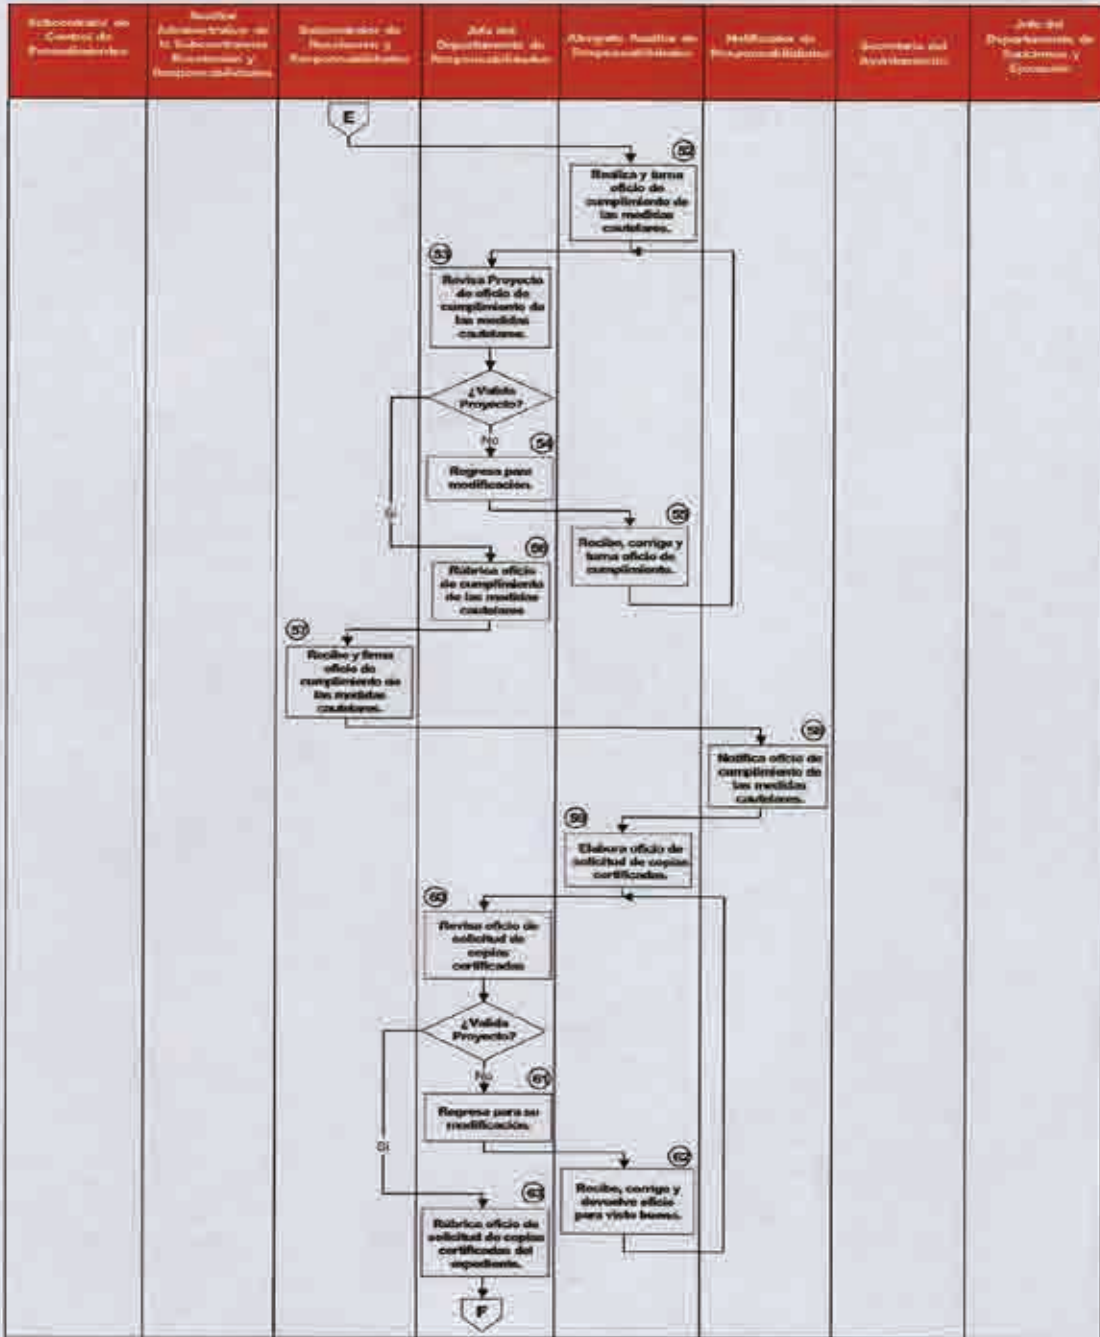 Subcontralor de
Control de
Procedimientos
Auxiliar
Administrativo de
la Subcontraloría
Resolutora y
Responsabilidades
Subcontralor de
Resolutora y
Responsabilidades
Jefe del
Departamento de
Responsabilidades
Abogado Auxiliar de
Responsabilidades
Notificador de
Responsabilidades
Secretaría del
Ayuntamiento
Jefe del
Departamento de
Sanciones y
Ejecución
E
52
Realiza y turna
oficio de
cumplimiento de
las medidas
cautelares.
53
Revisa Proyecto
de oficio de
cumplimiento de
las medidas
cautelares.
¿Valida
Proyecto?
No
54
Regresa para
modificación.
55
Recibe, corrige y
turna oficio de
cumplimiento.
Si
56
Rúbrica oficio
de cumplimiento
de las medidas
cautelares
57
Recibe y firma
oficio de
cumplimiento de
las medidas
cautelares.
58
Notifica oficio de
cumplimiento de
las medidas
cautelares.
59
Elabora oficio de
solicitud de copias
certificadas.
60
Revisa oficio de
solicitud de
copias
certificadas
¿Valida
Proyecto?
No
61
Regresa para su
modificación.
Si
62
Recibe, corrige y
devuelve oficio
para visto bueno.
63
Rúbrica oficio de
solicitud de copias
certificadas del
expediente.
F